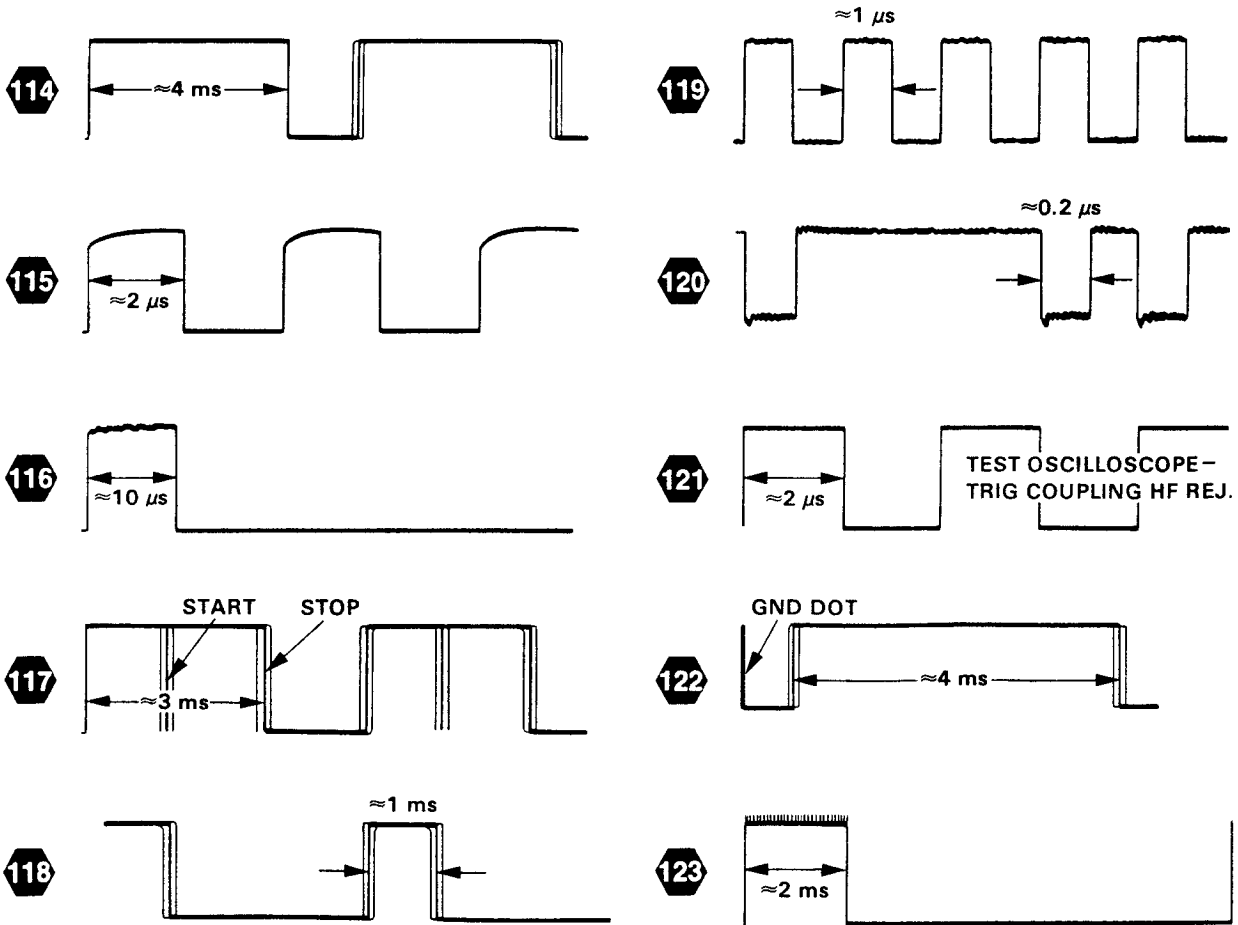 114
≈4 ms
115
≈2 μs
116
≈10 μs
117
START
STOP
≈3 ms
118
≈1 ms
119
≈1 μs
120
≈0.2 μs
121
≈2 μs
TEST OSCILLOSCOPE–
TRIG COUPLING HF REJ.
122
GND DOT
≈4 ms
123
≈2 ms